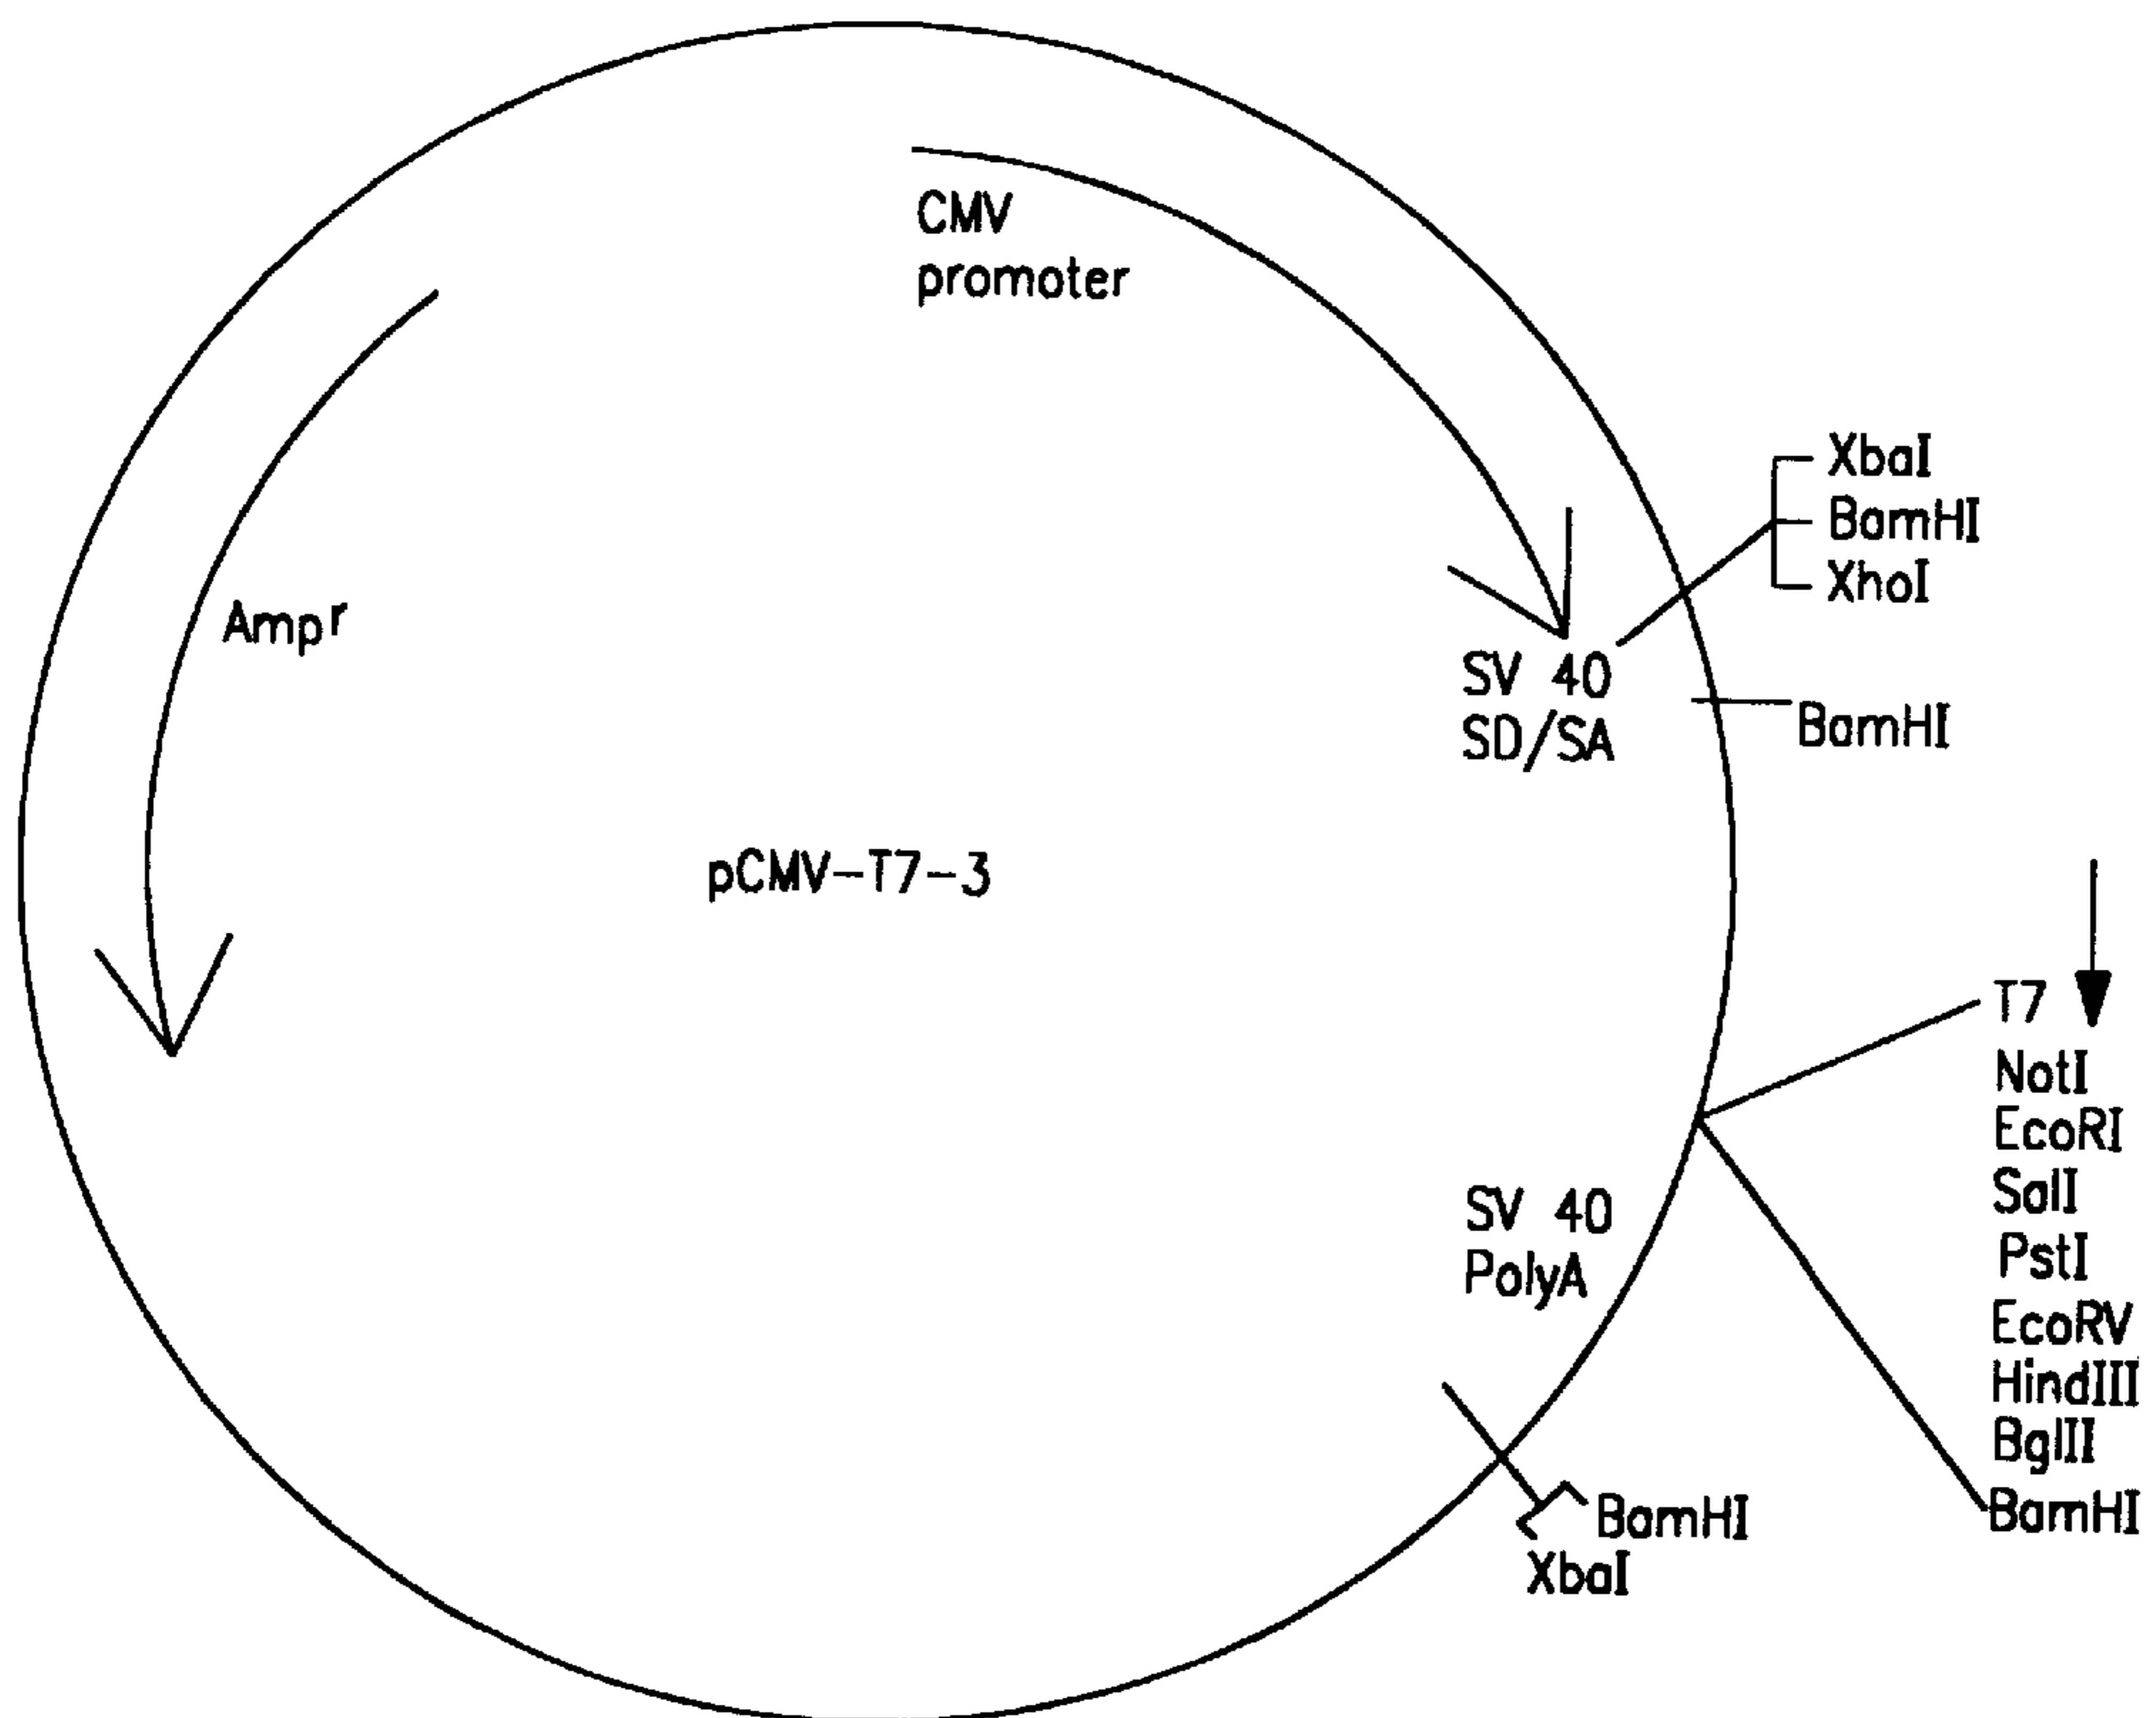 CMV
promoter
XbaI
BamHI
XhoI
Ampr
SV 40
SD/SA
BamHI
pCMV-T7-3
T7
NotI
EcoRI
SalI
PstI
EcoRV
HindIII
BglII
BamHI
SV 40
PolyA
BamHI
XbaI